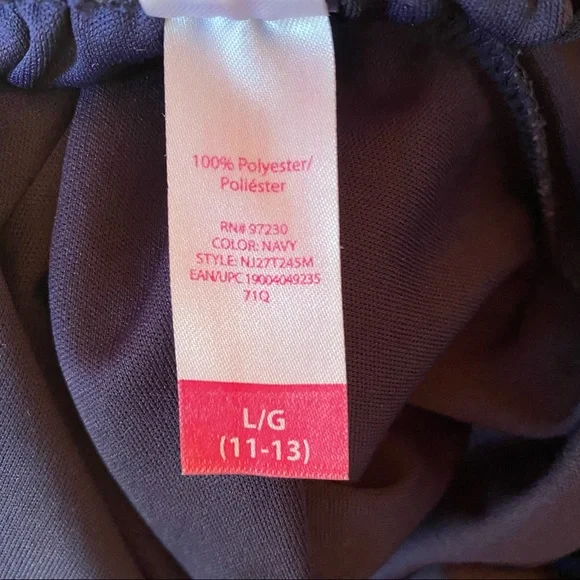 100% Polyester/
Poliéster
RN# 97230
COLOR: NAVY
STYLE: NJ27T245M
EAN/UPC 19004049235
71Q
L/G
(11-13)